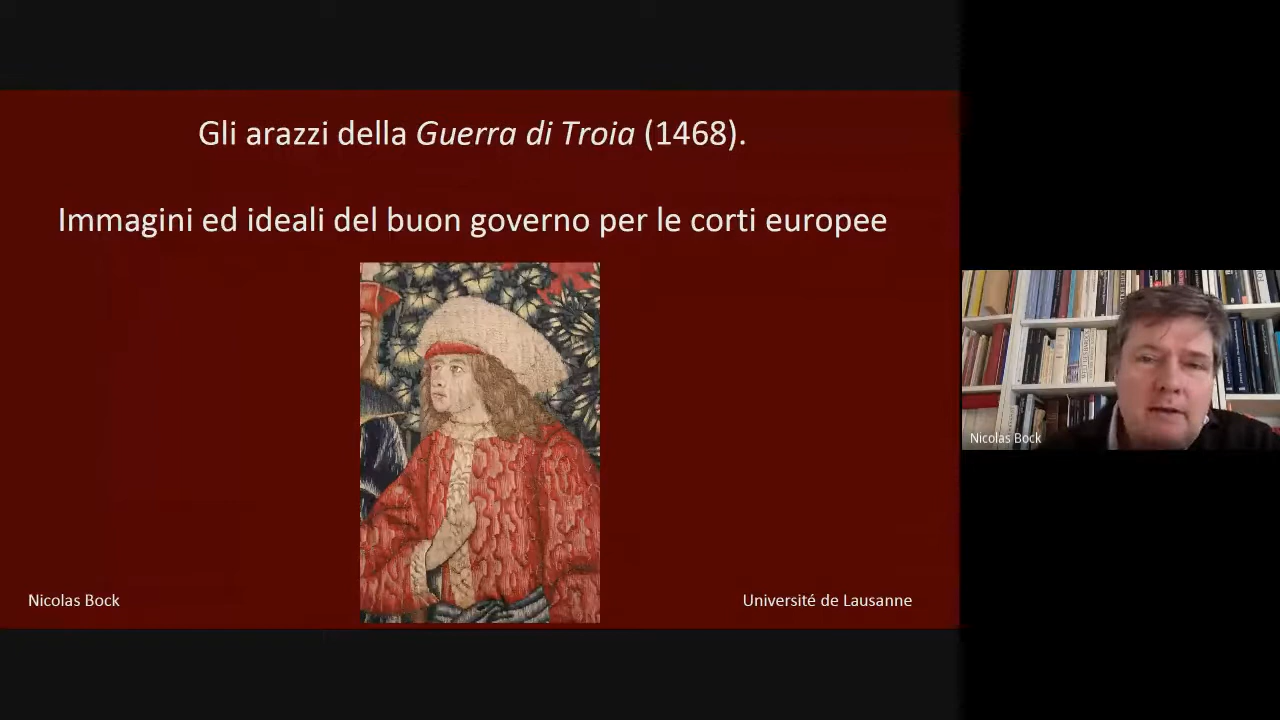 Gli arazzi della Guerra di Troia (1468).
Immagini ed ideali del buon governo per le corti europee
Nicolas Bock
Université de Lausanne
Nicolas Bock